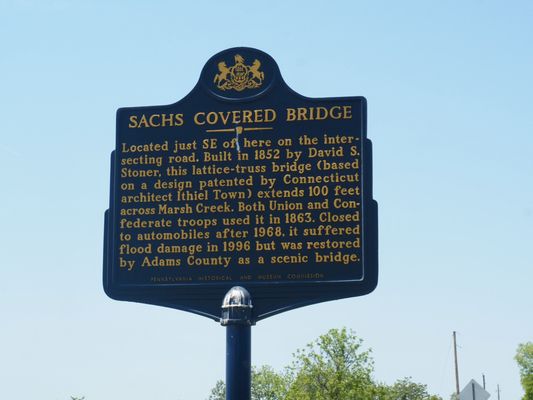 SACHS COVERED BRIDGE
Located just SE of here on the inter-
secting road. Built in 1852 by David S.
Stoner, this lattice-truss bridge (based
on a design patented by Connecticut
architect Ithiel Town) extends 100 feet
across Marsh Creek. Both Union and Con-
federate troops used it in 1863. Closed
to automobiles after 1968, it suffered
flood damage in 1996 but was restored
by Adams County as a scenic bridge.
PENNSYLVANIA HISTORICAL AND MUSEUM COMMISSION